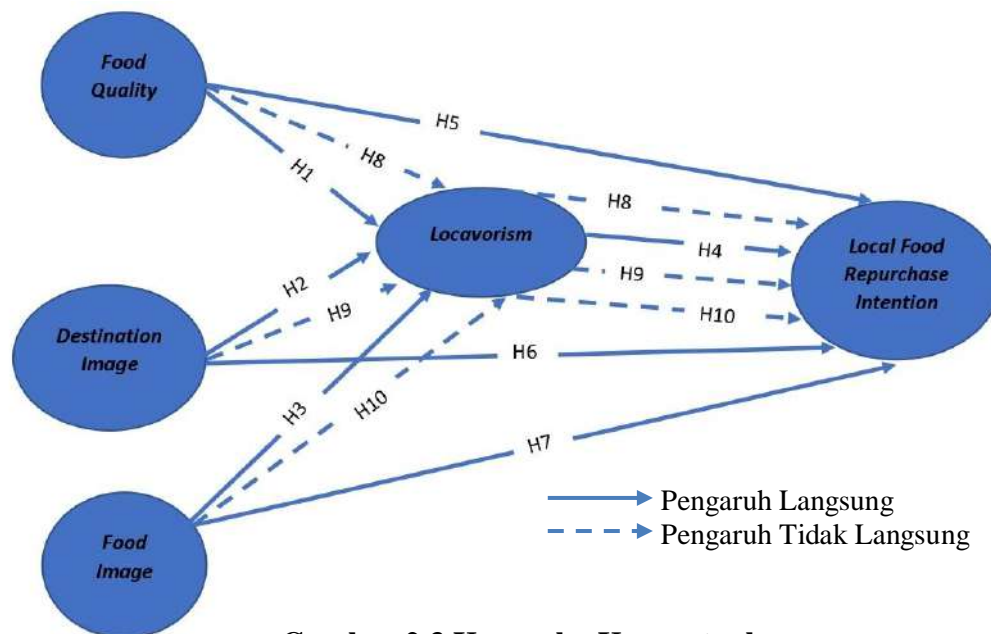 Food
Quality
H5
H8
H1
Locavorism
H8
H4
H9
H10
Local Food
Repurchase
Intention
H2
H9
Destination
Image
H6
H3
H10
H7
Food
Image
Pengaruh Langsung
Pengaruh Tidak Langsung